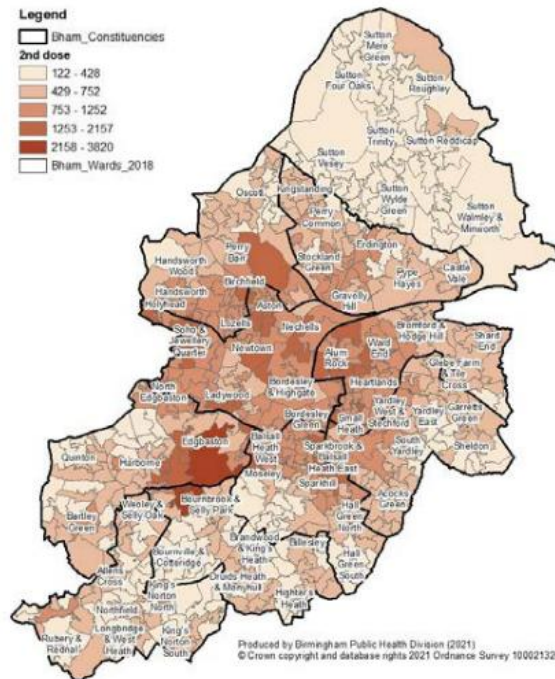 Legend
Bham_Constituencies
2nd dose
122 - 428
429 - 752
753 - 1252
1253 - 2157
2158 - 3820
Bham_Wards_2018
Sutton
Mere
Green
Sutton
Four Oaks
Sutton
Roughley
Sutton
Trinity
Sutton Reddicap
Sutton
Vesey
Sutton
Wylde
Green
Sutton
Walmley &
Minworth
Oscott
Kingstanding
Perry
Common
Erdington
Perry
Barr
Stockland
Green
Handsworth
Wood
Pype
Hayes
Castle
Vale
Birchfield
Handsworth
Holyhead
Aston
Gravelly
Hill
Lozells
Nechells
Bromford &
Hodge Hill
Soho &
Jewellery
Quarter
Newtown
Alum
Rock
Ward
End
Shard
End
Glebe Farm
& Tile
Cross
Heartlands
North
Edgbaston
Ladywood
Bordesley
& Highgate
Bordesley
Green
Small
Heath
Yardley
West &
Stechford
Yardley
East
Garretts
Green
Edgbaston
Balsall
Heath
West
Sparkbrook
& Balsall
Heath East
South
Yardley
Sheldon
Quinton
Harborne
Moseley
Sparkhill
Acocks
Green
Bournbrook
& Selly Park
Weoley &
Selly Oak
Bartley
Green
Hall
Green
North
Brandwood
& King's
Heath
Billesley
Bournville &
Cotteridge
Hall
Green
South
Allens
Cross
King's
Norton
North
Druids Heath
& Monyhull
Highter's
Heath
Northfield
Longbridge
& West
Heath
Rubery &
Rednal
King's
Norton
South
Produced by Birmingham Public Health Division (2021)
© Crown copyright and database rights 2021 Ordnance Survey 10002132